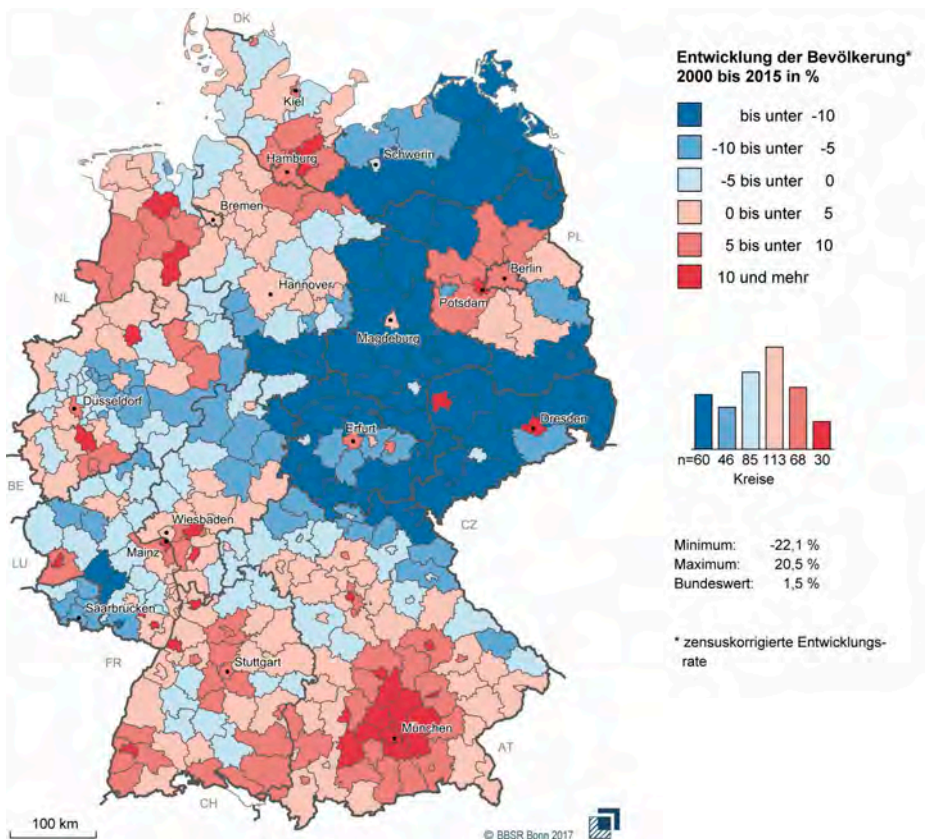 DK
Kiel
Hamburg
Schwerin
Bremen
PL
Berlin
Hannover
Potsdam
NL
Magdeburg
Düsseldorf
Erfurt
Dresden
BE
Wiesbaden
CZ
Mainz
LU
Saarbrücken
FR
Stuttgart
München
AT
CH
100 km
© BBSR Bonn 2017
Entwicklung der Bevölkerung*
2000 bis 2015 in %
bis unter -10
-10 bis unter -5
-5 bis unter 0
0 bis unter 5
5 bis unter 10
10 und mehr
n=60 46 85 113 68 30
Kreise
Minimum: -22,1 %
Maximum: 20,5 %
Bundeswert: 1,5 %
* zensuskorrigierte Entwicklungs-
rate